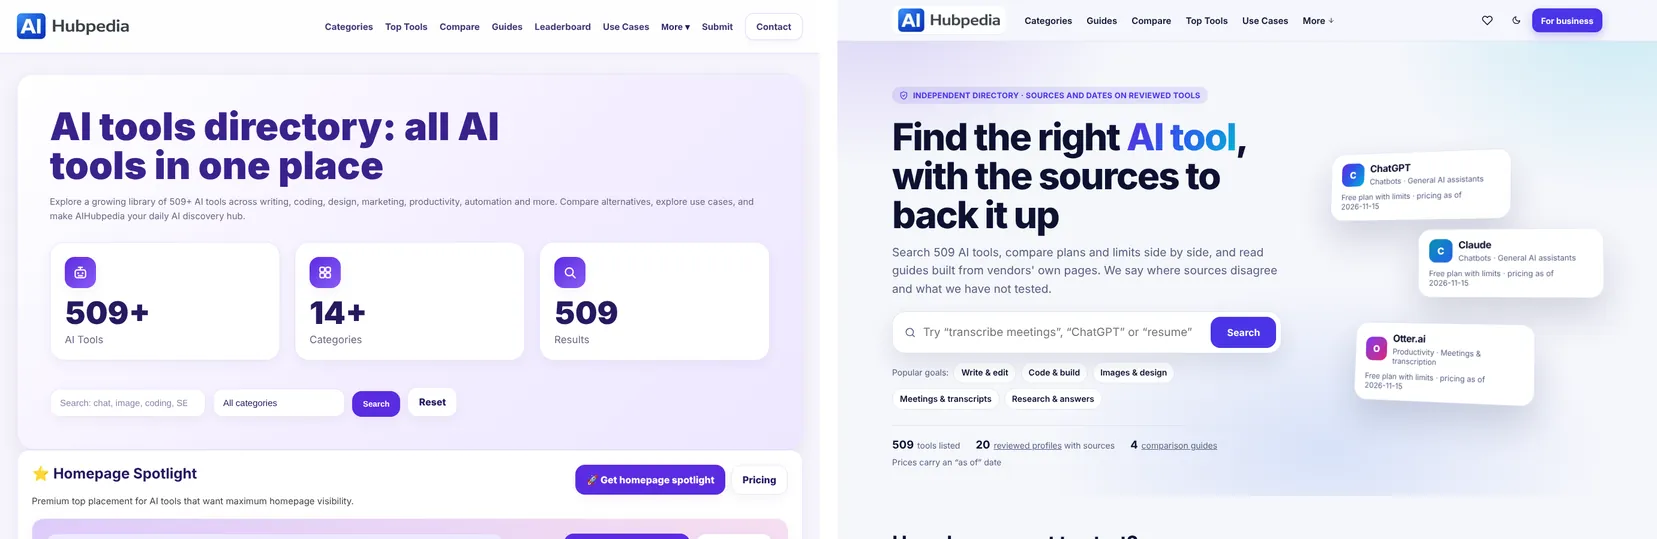 AI Hubpedia
Categories Top Tools Compare Guides Leaderboard Use Cases More ▾ Submit Contact
AI tools directory: all AI
tools in one place
Explore a growing library of 509+ AI tools across writing, coding, design, marketing, productivity, automation and more. Compare alternatives, explore use cases, and
make AIHubpedia your daily AI discovery hub.
509+
AI Tools
14+
Categories
509
Results
Search: chat, image, coding, SE
All categories
Search
Reset
⭐ Homepage Spotlight
🚀 Get homepage spotlight
Pricing
Premium top placement for AI tools that want maximum homepage visibility.
AI Hubpedia
Categories Guides Compare Top Tools Use Cases More ↓
For business
INDEPENDENT DIRECTORY · SOURCES AND DATES ON REVIEWED TOOLS
Find the right AI tool,
with the sources to
back it up
Search 509 AI tools, compare plans and limits side by side, and read
guides built from vendors' own pages. We say where sources disagree
and what we have not tested.
Try “transcribe meetings”, “ChatGPT” or “resume”
Search
Popular goals: Write & edit Code & build Images & design
Meetings & transcripts Research & answers
509 tools listed 20 reviewed profiles with sources 4 comparison guides
Prices carry an “as of” date
C
ChatGPT
Chatbots · General AI assistants
Free plan with limits · pricing as of
2026-11-15
C
Claude
Chatbots · General AI assistants
Free plan with limits · pricing as of
2026-11-15
O
Otter.ai
Productivity · Meetings &
transcription
Free plan with limits · pricing as of
2026-11-15